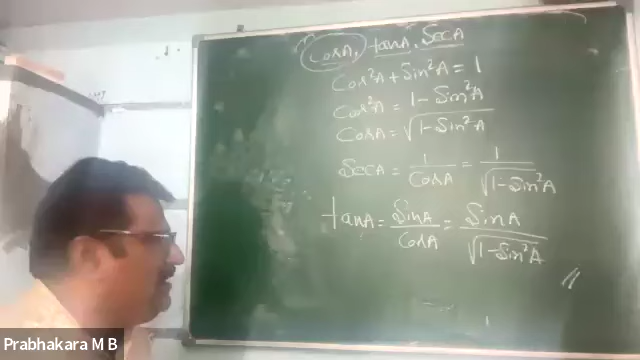 CosA, tanA, SecA
Cos²A + Sin²A = 1
Cos²A = 1 - Sin²A
CosA = √1-Sin²A
SecA = 1/CosA = 1/√1-Sin²A
tanA = SinA/CosA = SinA/√1-Sin²A
Prabhakara M B